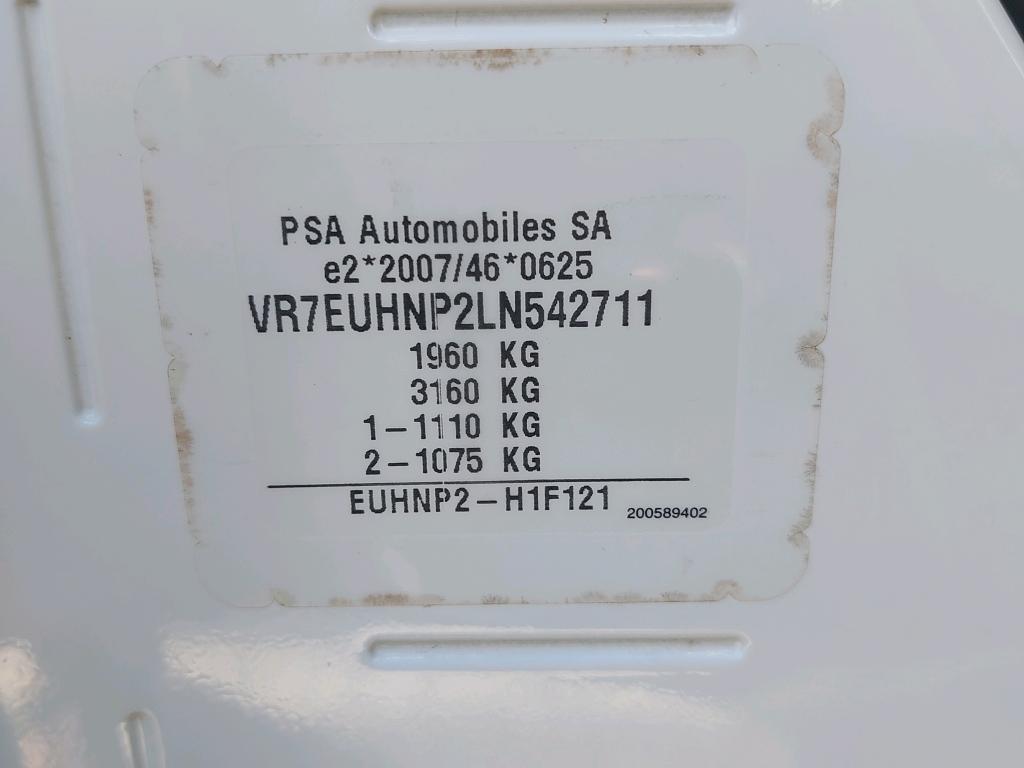 PSA Automobiles SA
e2*2007/46*0625
VR7EUHNP2LN542711
1960 KG
3160 KG
1-1110 KG
2-1075 KG
EUHNP2-H1F121
200589402